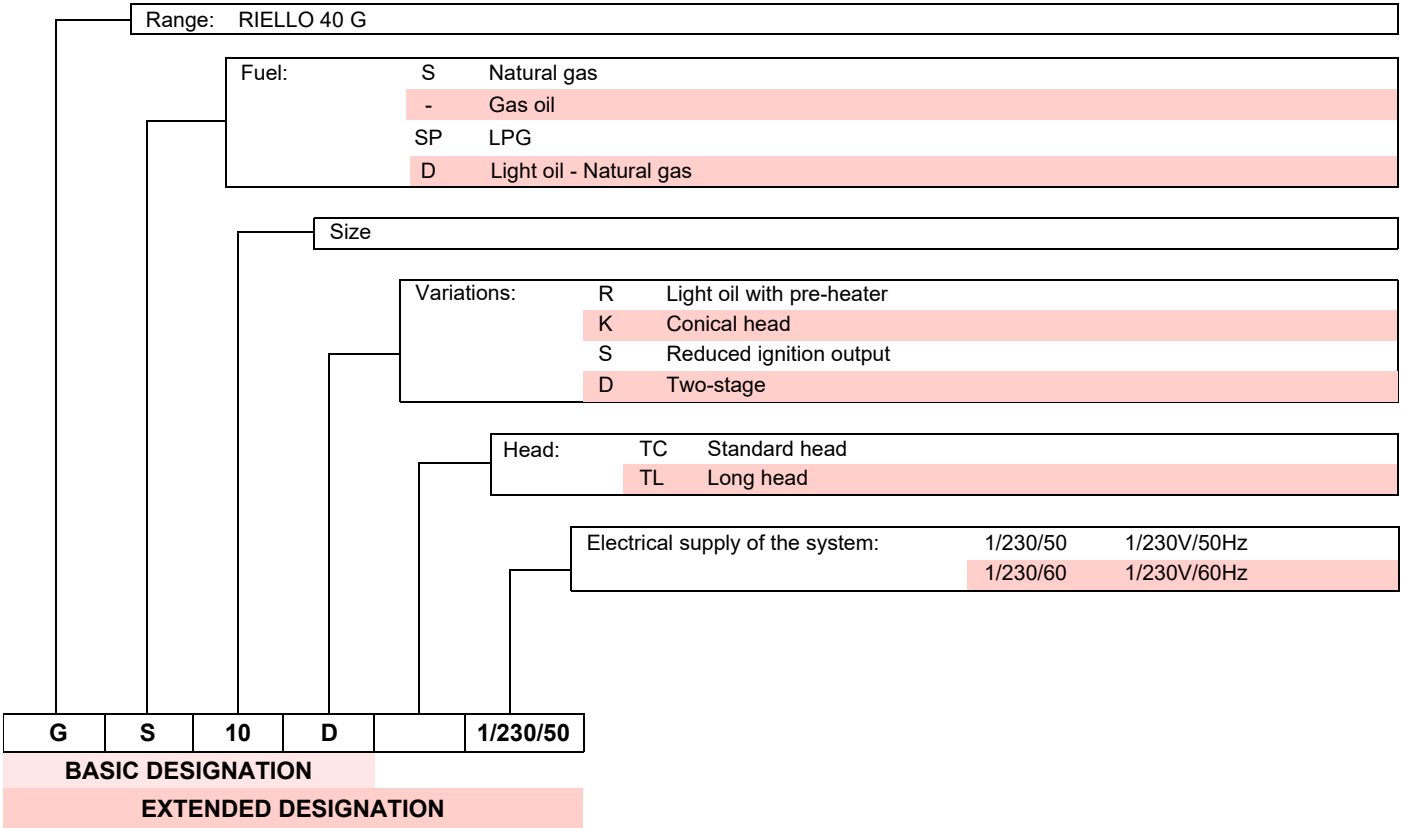 Range: RIELLO 40 G
Fuel: S Natural gas
- Gas oil
SP LPG
D Light oil - Natural gas
Size
Variations: R Light oil with pre-heater
K Conical head
S Reduced ignition output
D Two-stage
Head: TC Standard head
TL Long head
Electrical supply of the system: 1/230/50 1/230V/50Hz
1/230/60 1/230V/60Hz
G S 10 D 1/230/50
BASIC DESIGNATION
EXTENDED DESIGNATION